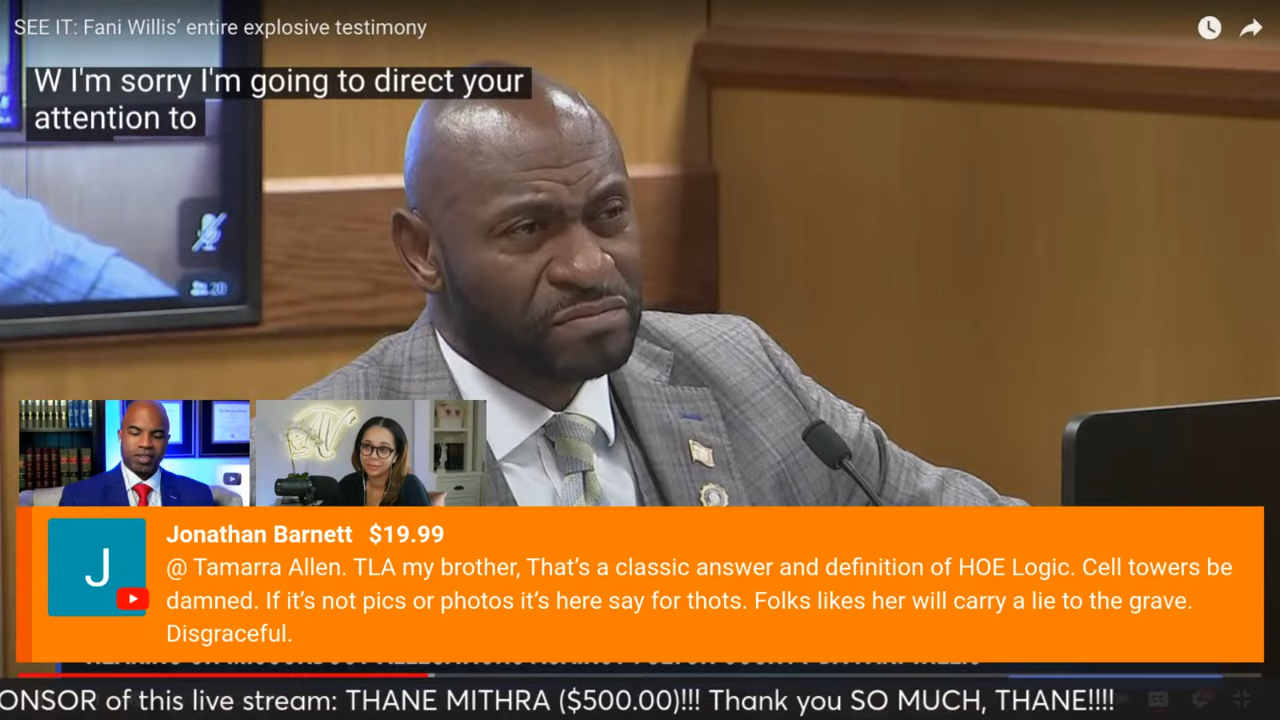 SEE IT: Fani Willis’ entire explosive testimony
W I'm sorry I'm going to direct your
attention to
20
Jonathan Barnett $19.99
J
@ Tamarra Allen. TLA my brother, That’s a classic answer and definition of HOE Logic. Cell towers be
damned. If it’s not pics or photos it’s here say for thots. Folks likes her will carry a lie to the grave.
Disgraceful.
ONSOR of this live stream: THANE MITHRA ($500.00)!!! Thank you SO MUCH, THANE!!!!